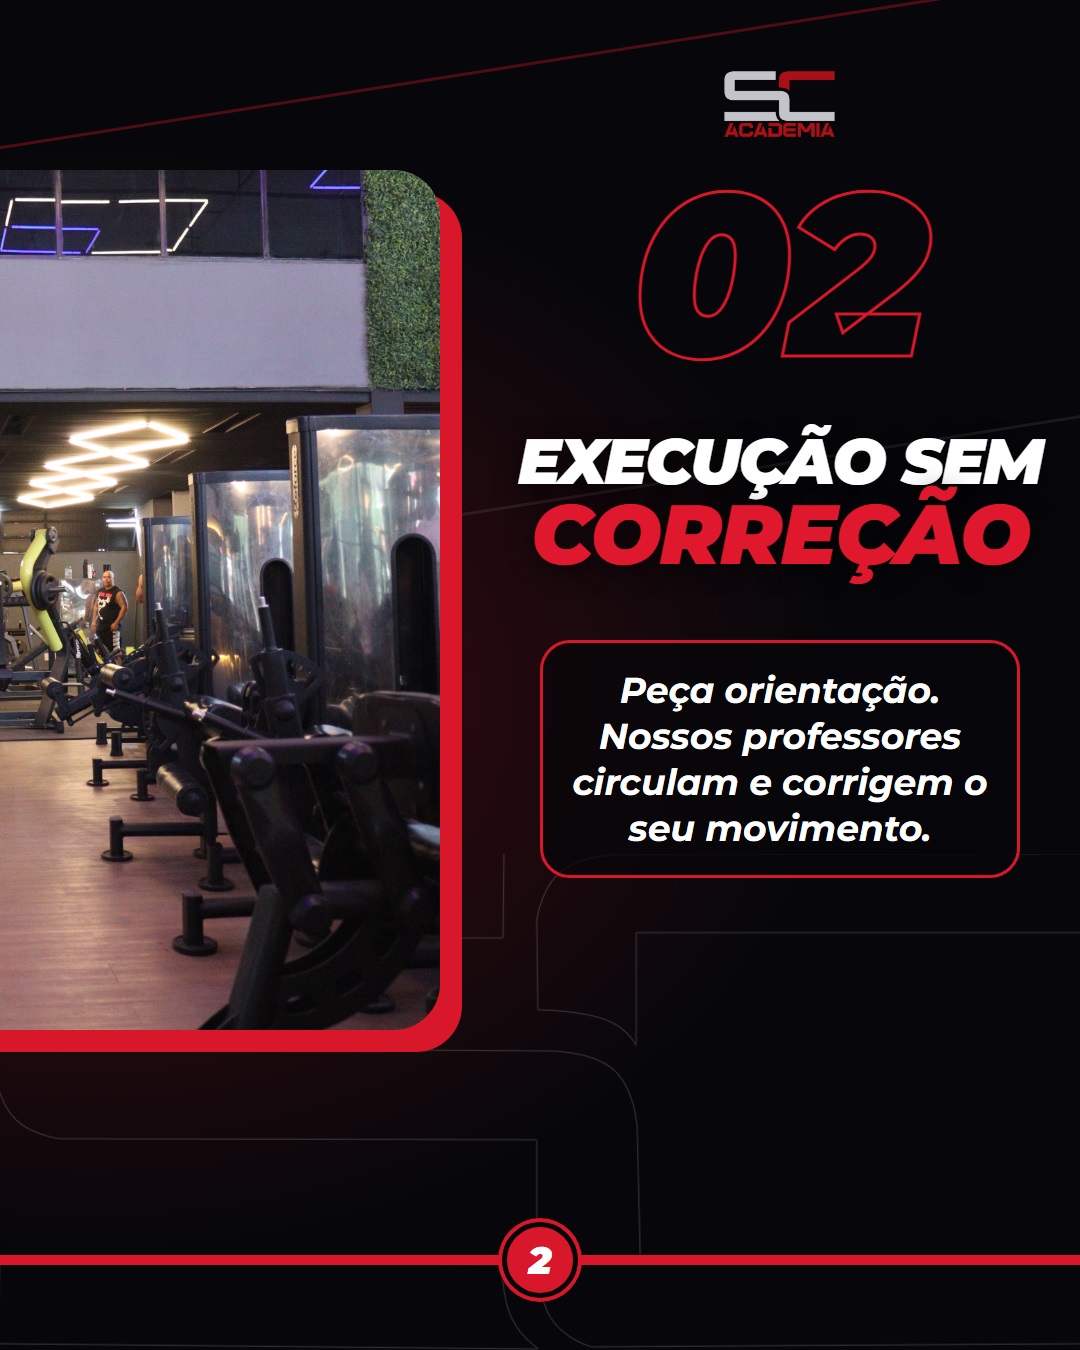 SC
ACADEMIA
02
EXECUÇÃO SEM
CORREÇÃO
Peça orientação.
Nossos professores
circulam e corrigem o
seu movimento.
2